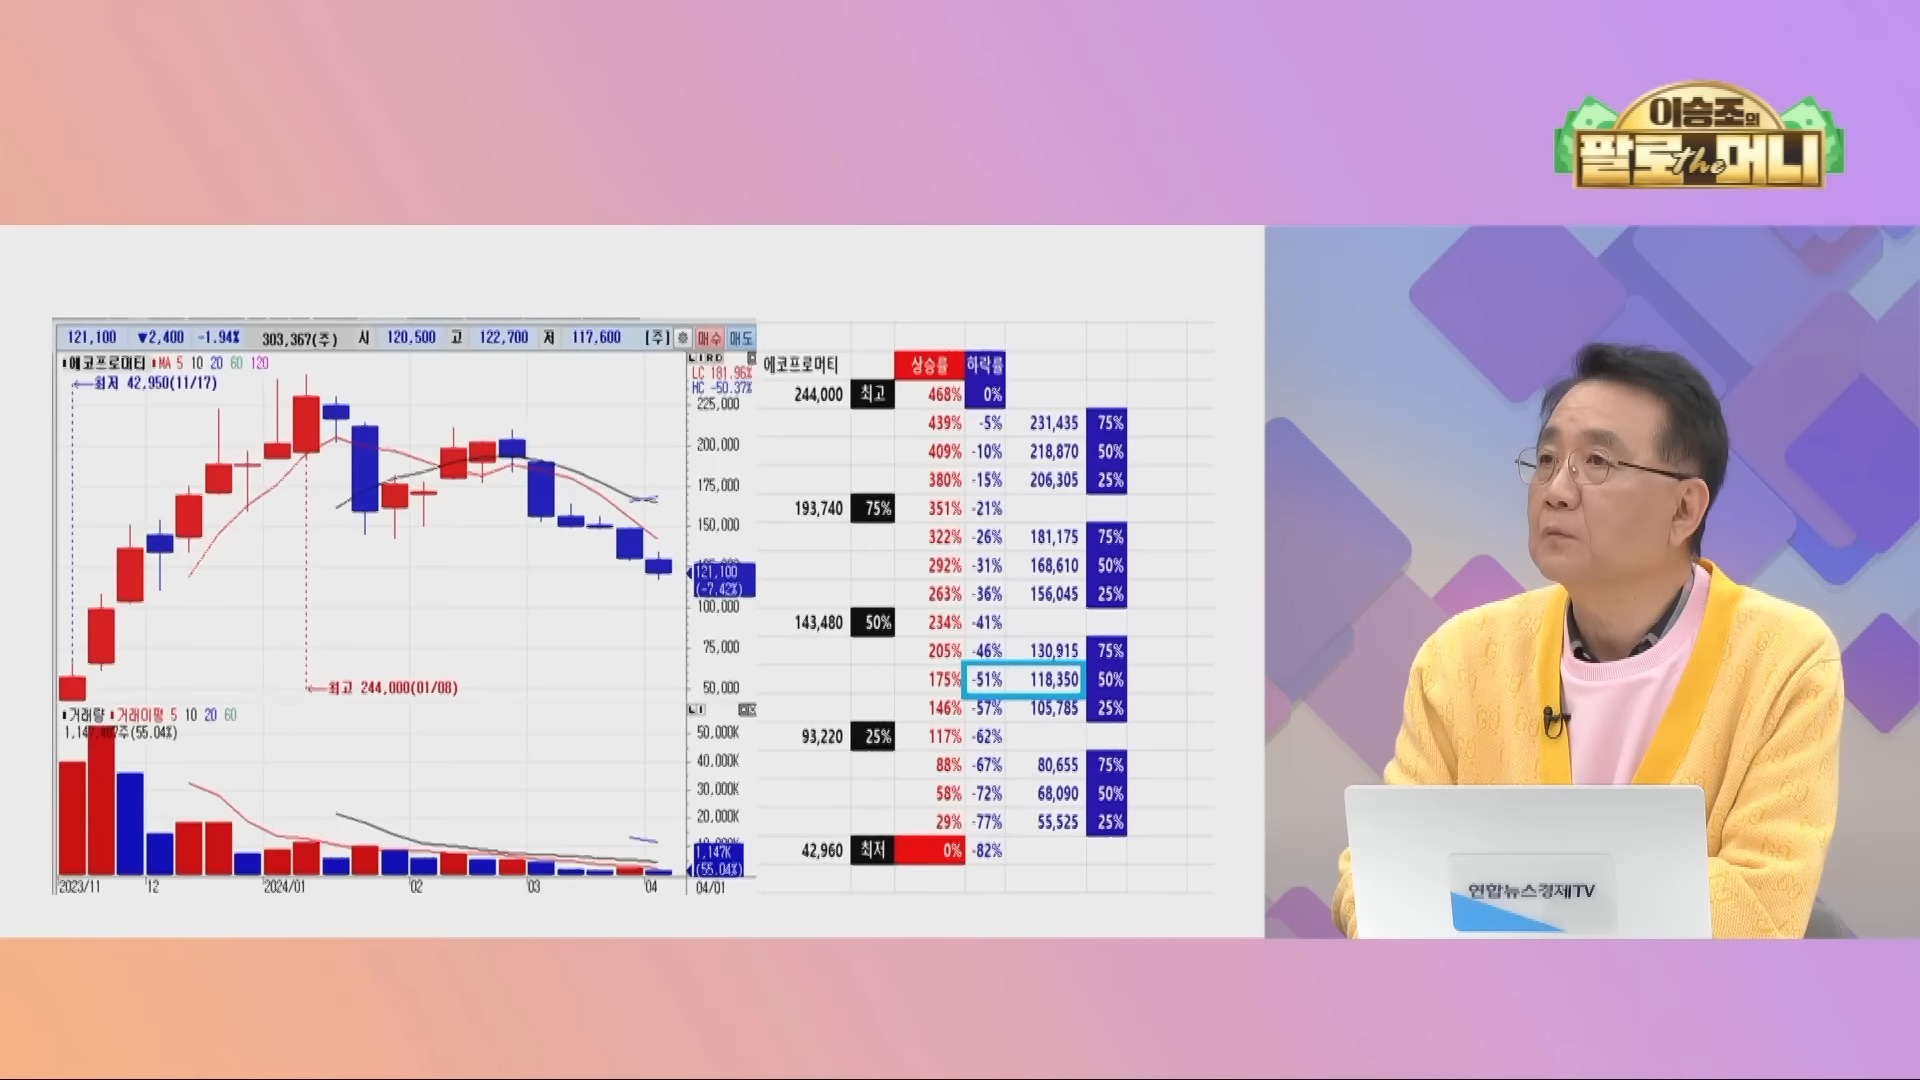 이승조의
팔로 the 머니
121,100 ▼2,400 -1.94% 303,367(주) 시 120,500 고 122,700 저 117,600 [주] 매수 매도
에코프로머티 MA 5 10 20 60 120
최저 42,950(11/17)
LC 181.96%
HC -50.37%
225,000
200,000
175,000
150,000
121,100
(-7.42%)
100,000
75,000
50,000
최고 244,000(01/08)
거래량 거래이평 5 10 20 60
주(55.04%)
50,000K
40,000K
30,000K
20,000K
1,147K
(55.04%)
2023/11 12 2024/01 02 03 04 04/01
에코프로머티 상승률 하락률
244,000 최고 468% 0%
439% -5% 231,435 75%
409% -10% 218,870 50%
380% -15% 206,305 25%
193,740 75% 351% -21%
322% -26% 181,175 75%
292% -31% 168,610 50%
263% -36% 156,045 25%
143,480 50% 234% -41%
205% -46% 130,915 75%
175% -51% 118,350 50%
146% -57% 105,785 25%
93,220 25% 117% -62%
88% -67% 80,655 75%
58% -72% 68,090 50%
29% -77% 55,525 25%
42,960 최저 0% -82%
연합뉴스경제TV